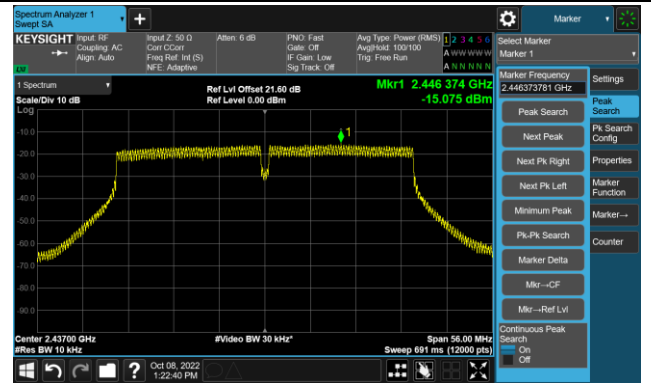 Spectrum Analyzer 1
Swept SA
+
Marker
KEYSIGHT
Input: RF
Coupling: AC
Align: Auto
Input Z: 50 Ω
Corr CCorr
Freq Ref: Int (S)
NFE: Adaptive
Atten: 6 dB
PNO: Fast
Gate: Off
IF Gain: Low
Sig Track: Off
Avg Type: Power (RMS)
Avg|Hold: 100/100
Trig: Free Run
1 2 3 4 5 6
A W W W W W
A N N N N N
Select Marker
Marker 1
1 Spectrum
Scale/Div 10 dB
Log
Ref Lvl Offset 21.60 dB
Ref Level 0.00 dBm
Mkr1 2.446 374 GHz
-15.075 dBm
1
-10.0
-20.0
-30.0
-40.0
-50.0
-60.0
-70.0
-80.0
-90.0
Center 2.43700 GHz
#Res BW 10 kHz
#Video BW 30 kHz*
Span 56.00 MHz
Sweep 691 ms (12000 pts)
Marker Frequency
2.446373781 GHz
Peak Search
Next Peak
Next Pk Right
Next Pk Left
Minimum Peak
Pk-Pk Search
Marker Delta
Mkr→CF
Mkr→Ref Lvl
Continuous Peak
Search
On
Off
Settings
Peak
Search
Pk Search
Config
Properties
Marker
Function
Marker→
Counter
?
Oct 08, 2022
1:22:40 PM